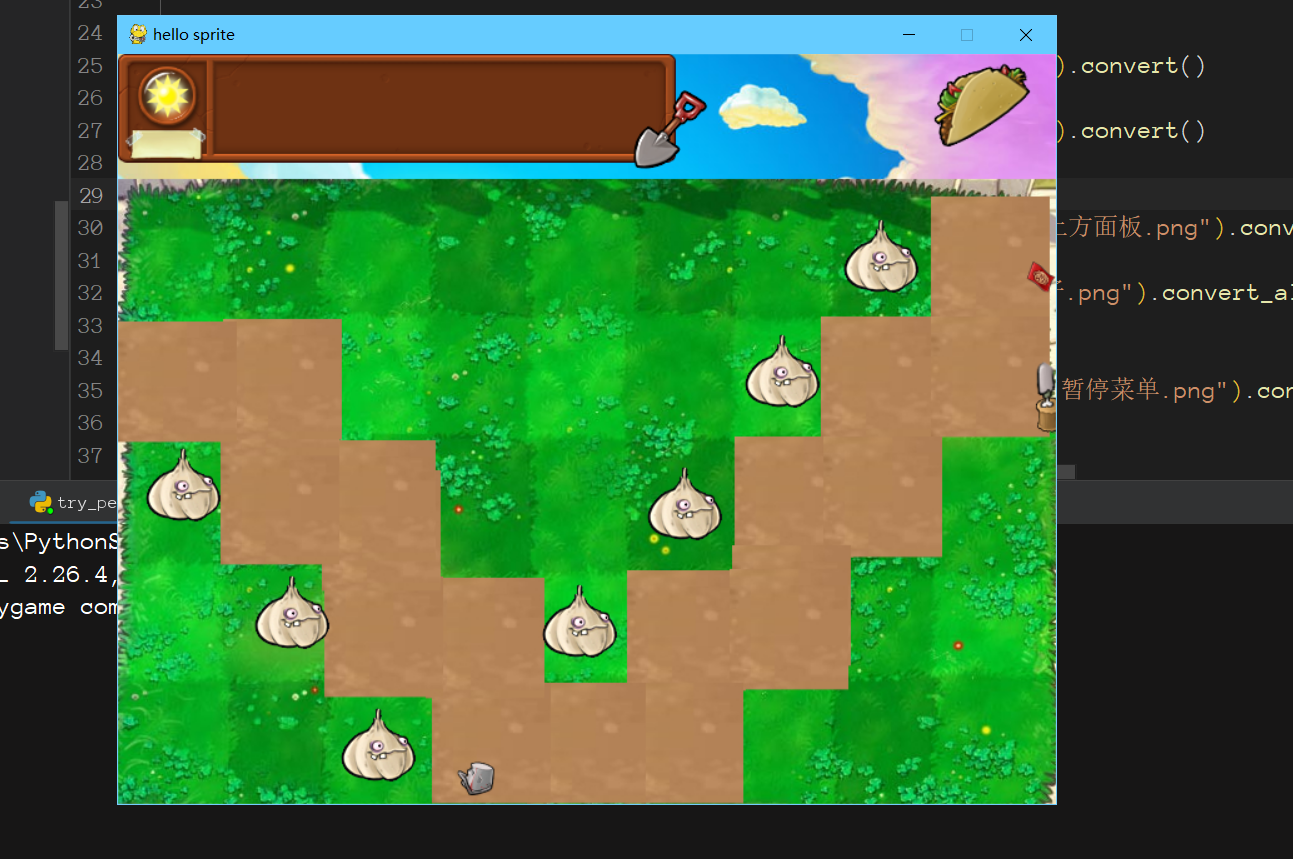 23
hello sprite
24
25 ).convert()
26
27 ).convert()
28
29
30 上方面板.png").conv
31
32 .png").convert_al
33
34
35 暂停菜单.png").con
36
37
try_pe
s\PythonS
L 2.26.4,
ygame com